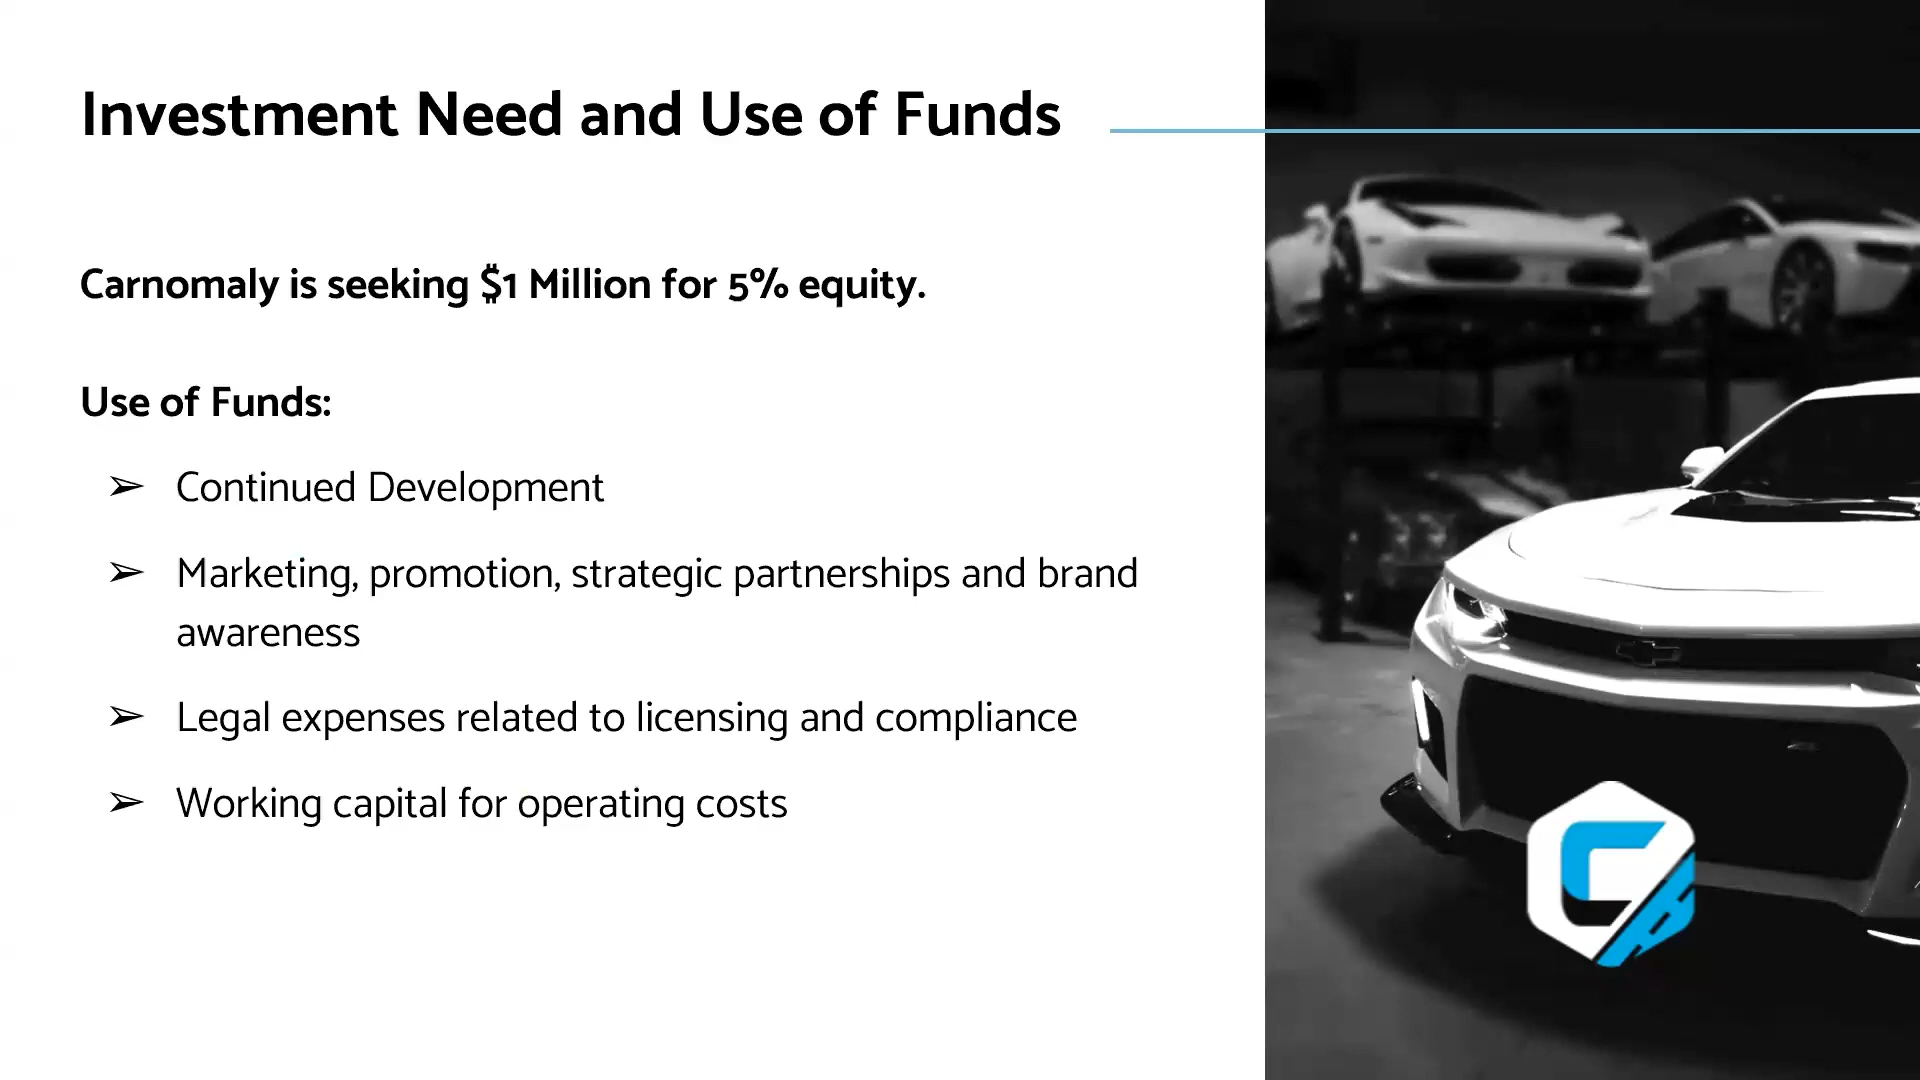 Investment Need and Use of Funds
Carnomaly is seeking $1 Million for 5% equity.
Use of Funds:
➢ Continued Development
➢ Marketing, promotion, strategic partnerships and brand
awareness
➢ Legal expenses related to licensing and compliance
➢ Working capital for operating costs